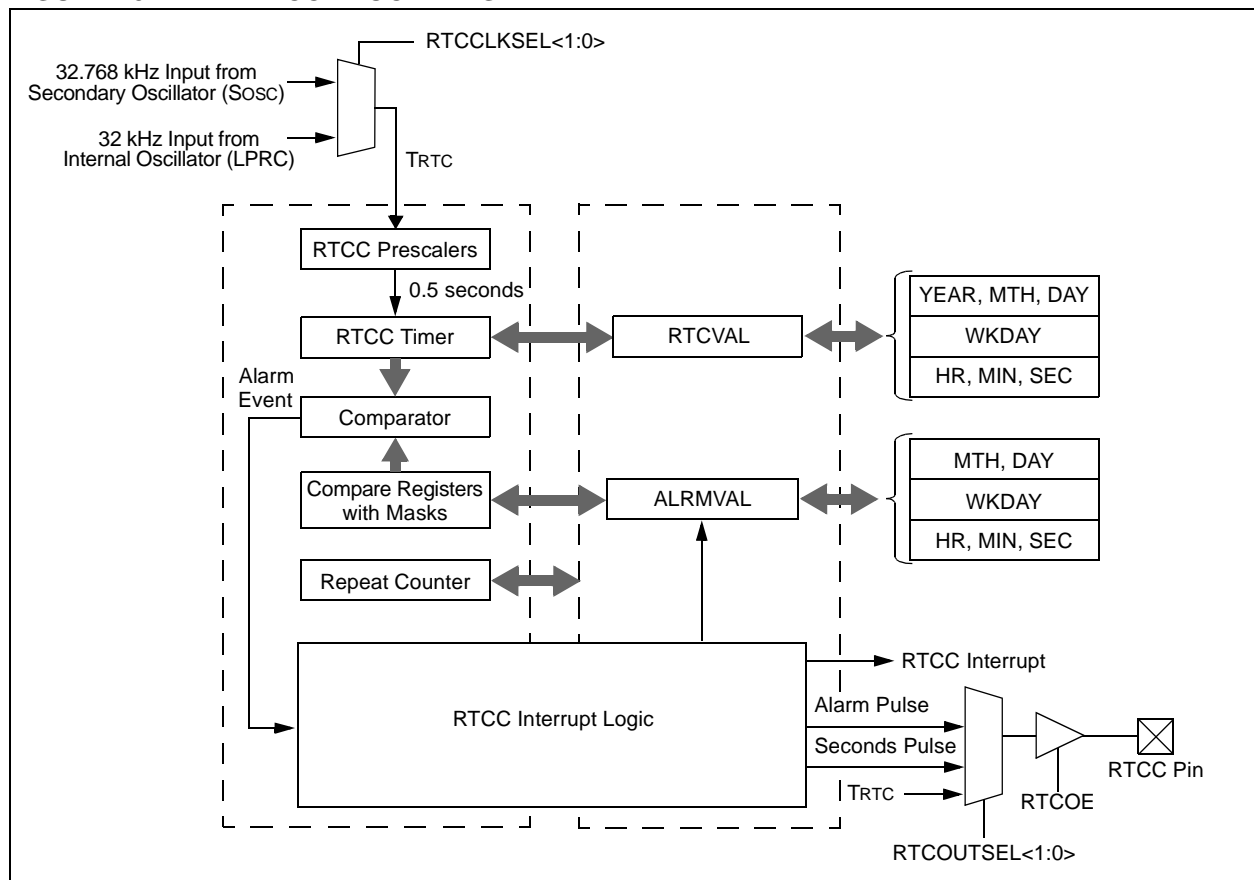 RTCCLKSEL<1:0>
32.768 kHz Input from
Secondary Oscillator (SOSC)
32 kHz Input from
Internal Oscillator (LPRC)
TRTC
RTCC Prescalers
0.5 seconds
RTCC Timer
RTCVAL
YEAR, MTH, DAY
WKDAY
HR, MIN, SEC
Alarm
Event
Comparator
Compare Registers
with Masks
ALRMVAL
MTH, DAY
WKDAY
HR, MIN, SEC
Repeat Counter
RTCC Interrupt Logic
RTCC Interrupt
Alarm Pulse
Seconds Pulse
TRTC
RTCC Pin
RTCOE
RTCOUTSEL<1:0>